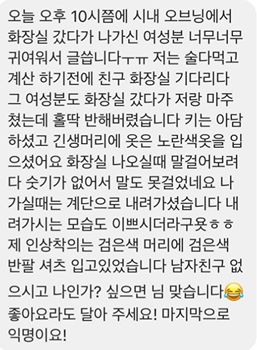 오늘 오후 10시쯤에 시내 오브닝에서
화장실 갔다가 나가신 여성분 너무너무
귀여워서 글씁니다ㅜㅠ 저는 술다먹고
계산 하기전에 친구 화장실 기다리다
그 여성분도 화장실 갔다가 저랑 마주
쳤는데 홀딱 반해버렸습니다 키는 아담
하셨고 긴생머리에 옷은 노란색옷을 입
으셨어요 화장실 나오실때 말걸어보려
다 숫기가 없어서 말도 못걸었네요 나
가실때는 계단으로 내려가셨습니다 내
려가시는 모습도 이쁘시더라구욧ㅎㅎ
제 인상착의는 검은색 머리에 검은색
반팔 셔츠 입고있었습니다 남자친구 없
으시고 나인가? 싶으면 님 맞습니다😂
좋아요라도 달아 주세요! 마지막으로
익명이요!